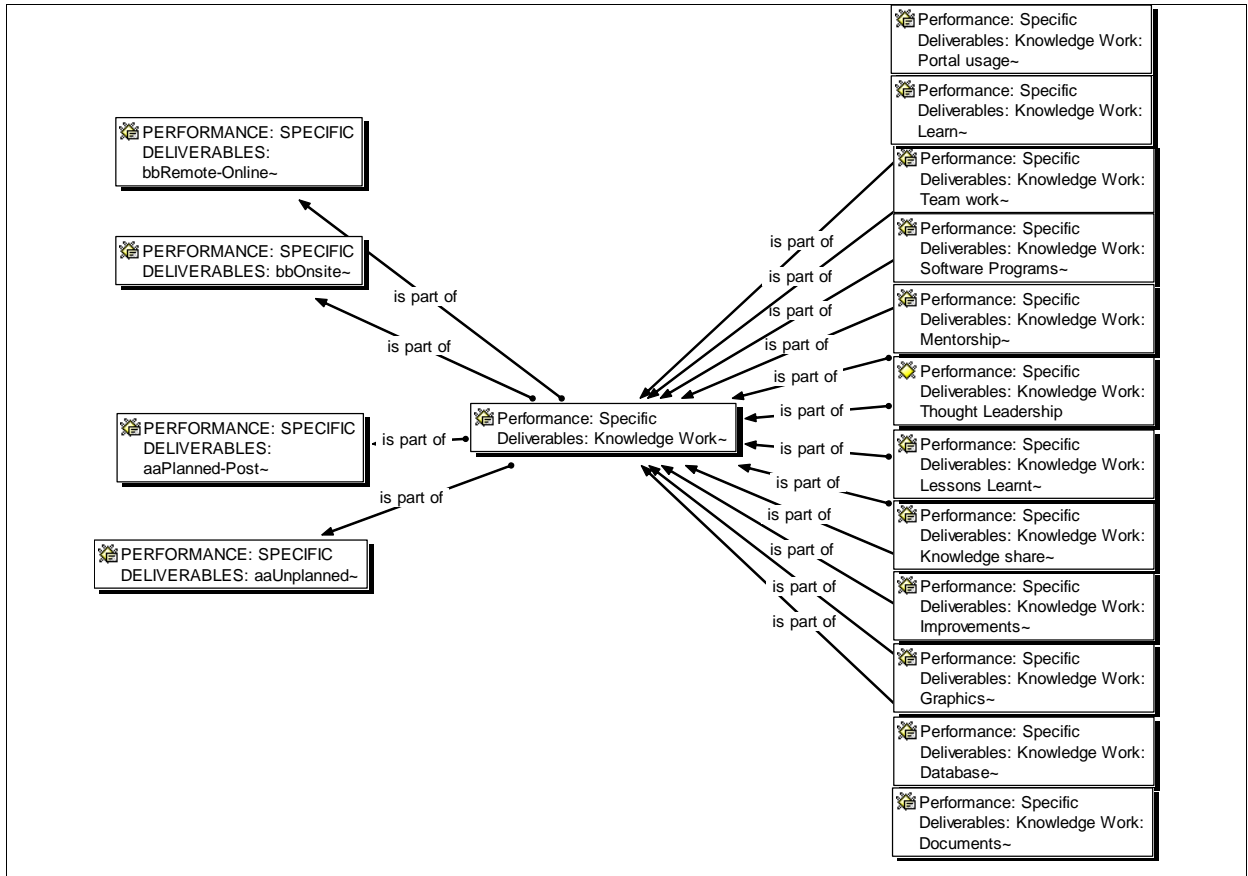 PERFORMANCE: SPECIFIC
DELIVERABLES:
bbRemote-Online~
PERFORMANCE: SPECIFIC
DELIVERABLES: bbOnsite~
PERFORMANCE: SPECIFIC
DELIVERABLES:
aaPlanned-Post~
PERFORMANCE: SPECIFIC
DELIVERABLES: aaUnplanned~
is part of
is part of
is part of
is part of
Performance: Specific
Deliverables: Knowledge Work~
is part of
is part of
is part of
is part of
is part of
is part of
is part of
is part of
is part of
is part of
is part of
is part of
Performance: Specific
Deliverables: Knowledge Work:
Portal usage~
Performance: Specific
Deliverables: Knowledge Work:
Learn~
Performance: Specific
Deliverables: Knowledge Work:
Team work~
Performance: Specific
Deliverables: Knowledge Work:
Software Programs~
Performance: Specific
Deliverables: Knowledge Work:
Mentorship~
Performance: Specific
Deliverables: Knowledge Work:
Thought Leadership
Performance: Specific
Deliverables: Knowledge Work:
Lessons Learnt~
Performance: Specific
Deliverables: Knowledge Work:
Knowledge share~
Performance: Specific
Deliverables: Knowledge Work:
Improvements~
Performance: Specific
Deliverables: Knowledge Work:
Graphics~
Performance: Specific
Deliverables: Knowledge Work:
Database~
Performance: Specific
Deliverables: Knowledge Work:
Documents~